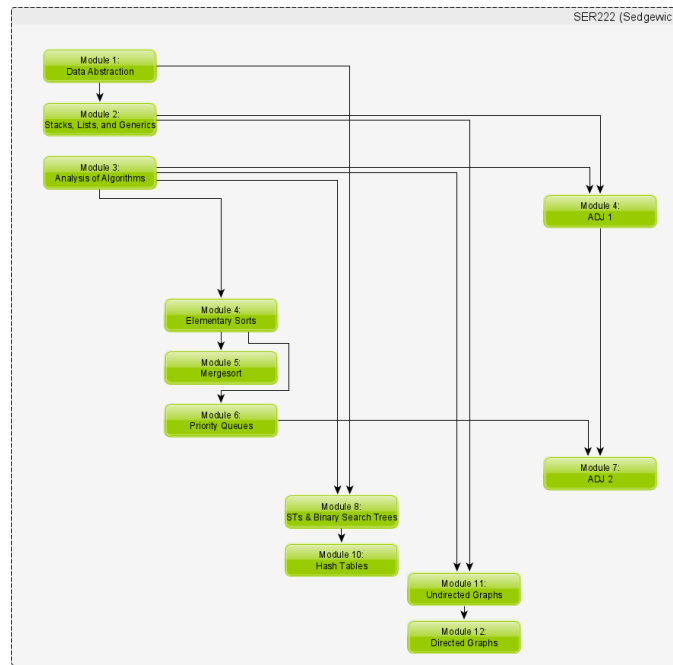 SER222 (Sedgewic
Module 1:
Data Abstraction
Module 2:
Stacks, Lists, and Generics
Module 3:
Analysis of Algorithms
Module 4:
ADJ 1
Module 4:
Elementary Sorts
Module 5:
Mergesort
Module 6:
Priority Queues
Module 7:
ADJ 2
Module 8:
STs & Binary Search Trees
Module 10:
Hash Tables
Module 11:
Undirected Graphs
Module 12:
Directed Graphs